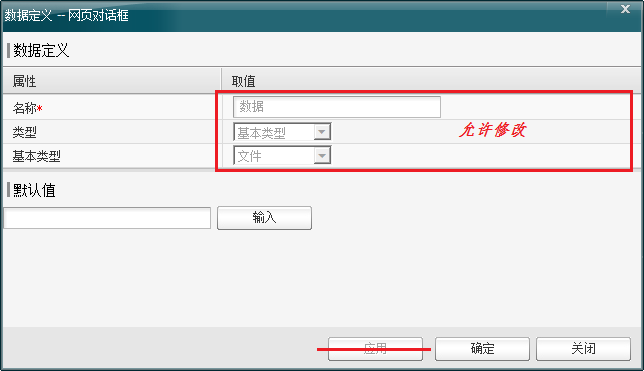 数据定义 -- 网页对话框
数据定义
属性 取值
名称* 数据
类型 基本类型 允许修改
基本类型 文件
默认值
输入
应用 确定 关闭